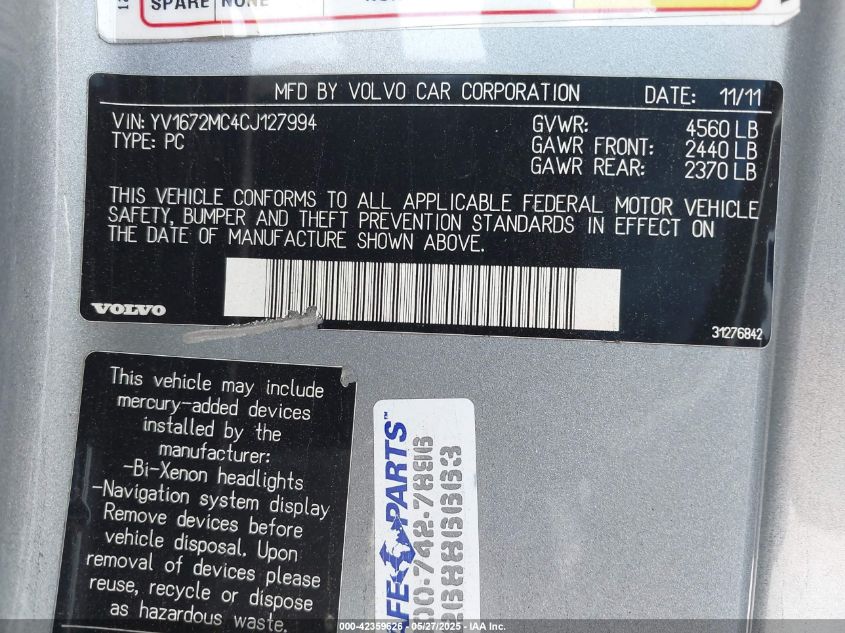 SPARE NONE
MFD BY VOLVO CAR CORPORATION DATE: 11/11
VIN: YV1672MC4CJ127994 GVWR: 4560 LB
TYPE: PC GAWR FRONT: 2440 LB
GAWR REAR: 2370 LB
THIS VEHICLE CONFORMS TO ALL APPLICABLE FEDERAL MOTOR VEHICLE
SAFETY, BUMPER AND THEFT PREVENTION STANDARDS IN EFFECT ON
THE DATE OF MANUFACTURE SHOWN ABOVE.
VOLVO
31276842
This vehicle may include
mercury-added devices
installed by the
manufacturer:
-Bi-Xenon headlights
-Navigation system display
Remove devices before
vehicle disposal. Upon
removal of devices please
reuse, recycle or dispose
as hazardous waste.
PARTS™
000-42359626 - 05/27/2025 - IAA Inc.